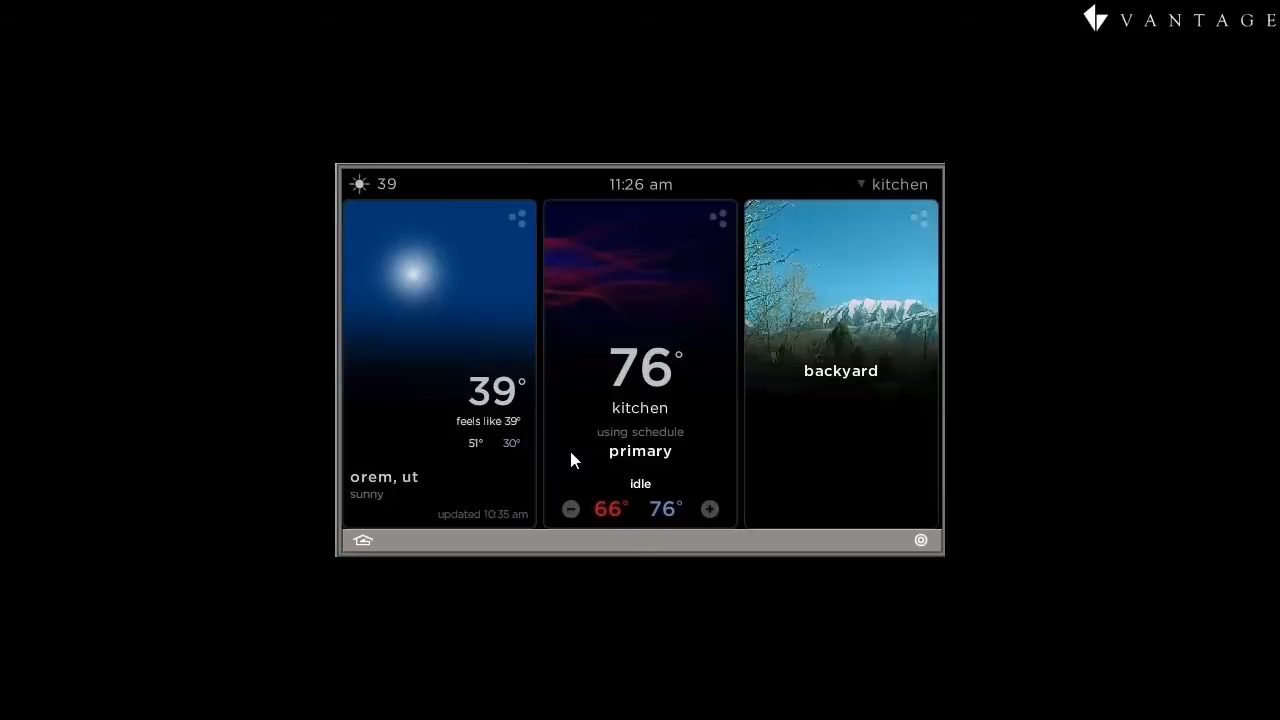 VANTAGE
39
11:26 am
kitchen
39°
feels like 39°
51° 30°
orem, ut
sunny
updated 10:35 am
76°
kitchen
using schedule
primary
idle
66° 76°
backyard